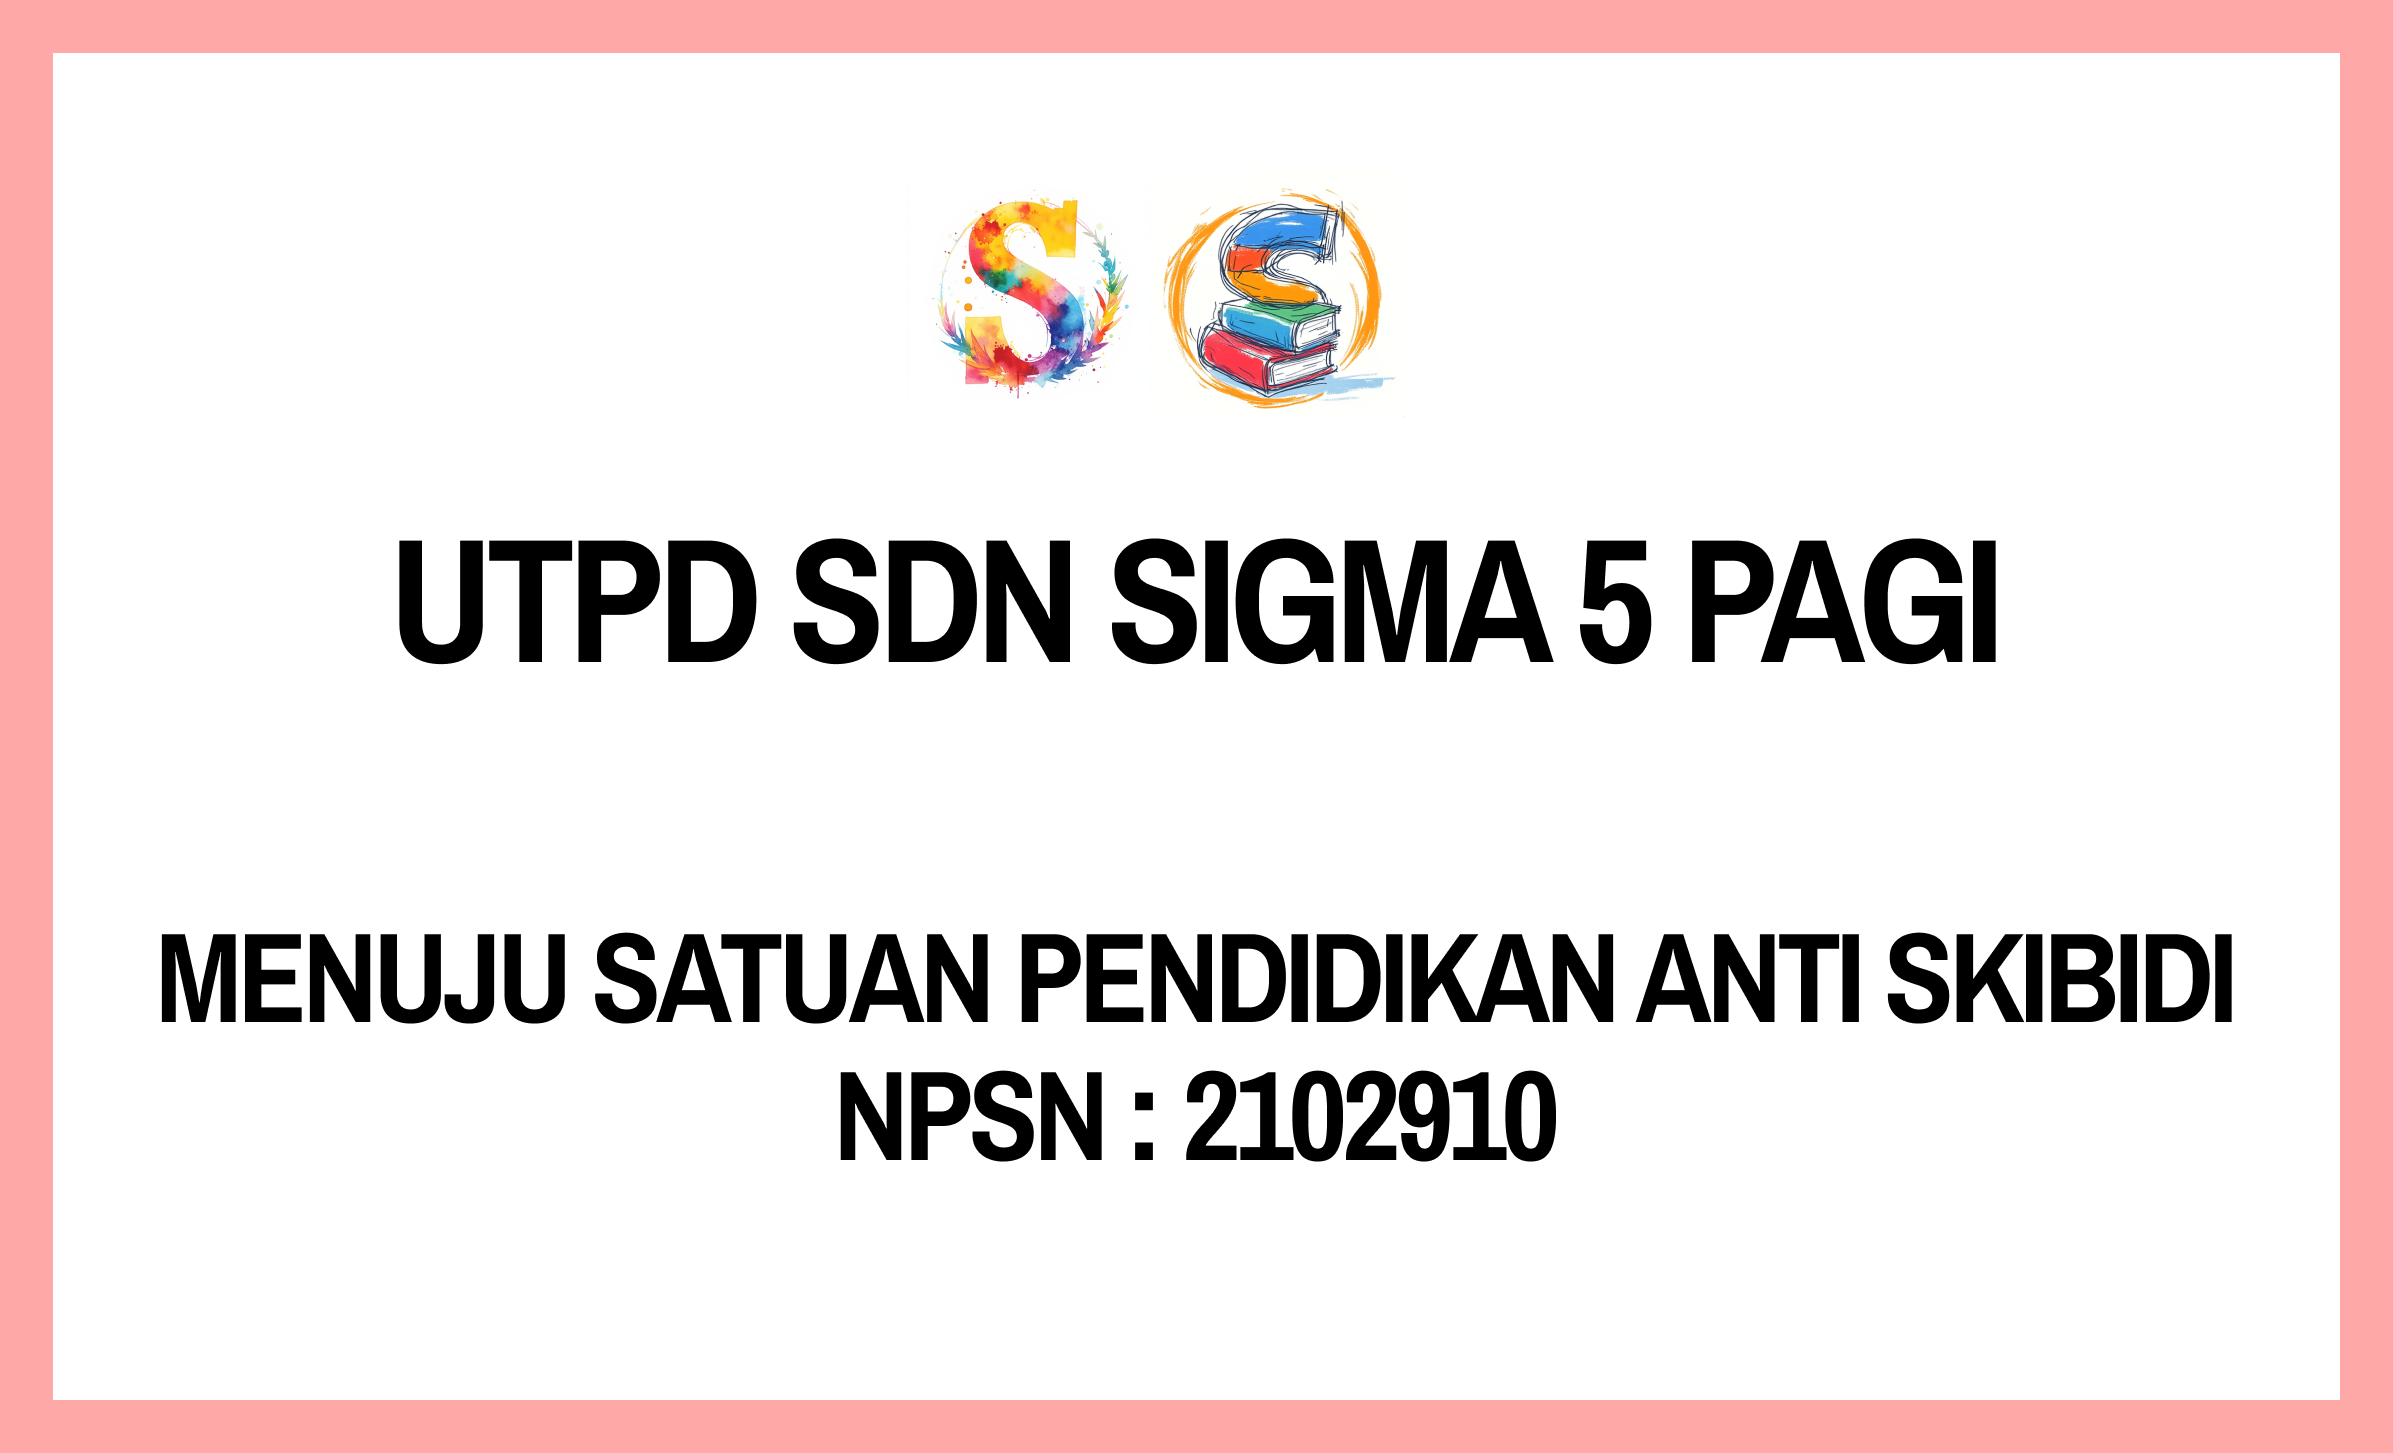 S S
UTPD SDN SIGMA 5 PAGI
MENUJU SATUAN PENDIDIKAN ANTI SKIBIDI
NPSN : 2102910